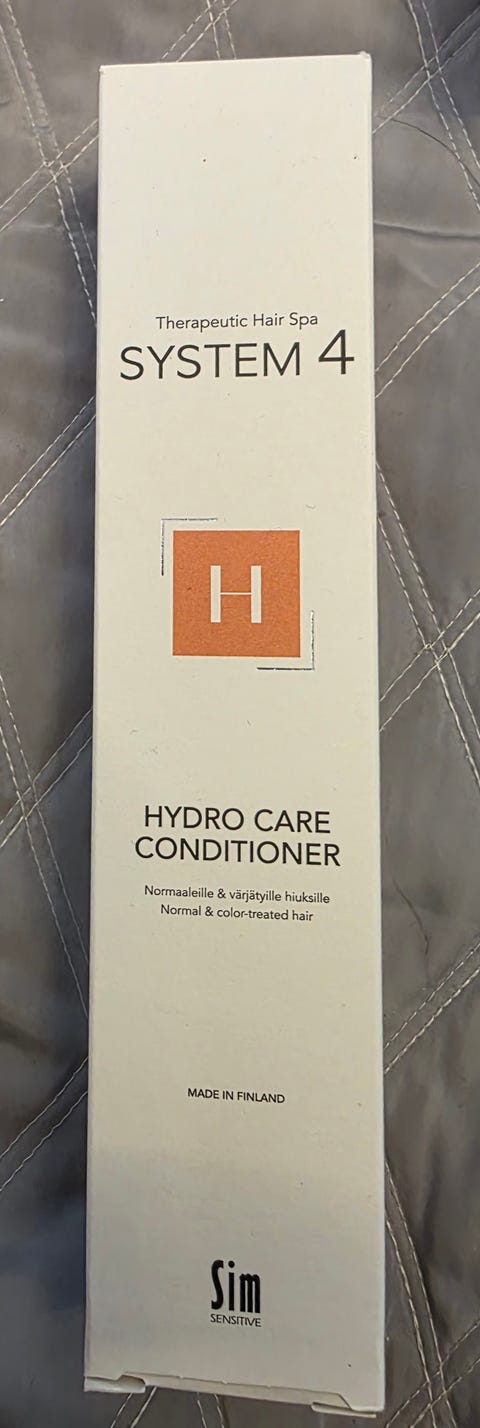 Therapeutic Hair Spa
SYSTEM 4
H
HYDRO CARE
CONDITIONER
Normaaleille & värjätyille hiuksille
Normal & color-treated hair
MADE IN FINLAND
Sim
SENSITIVE